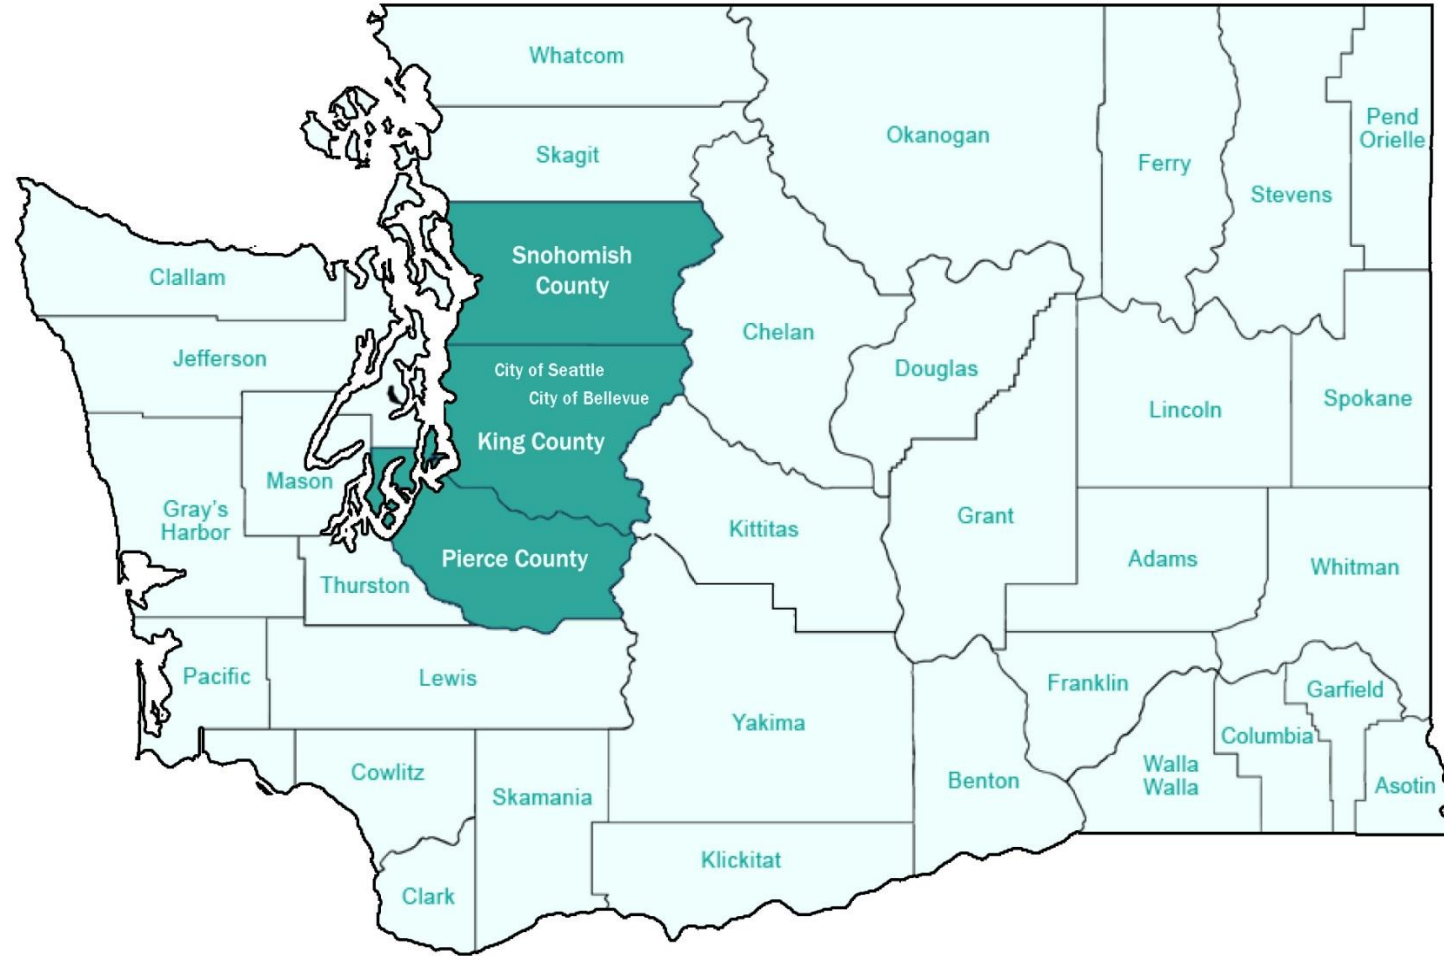 Whatcom
Okanogan
Pend
Orielle
Skagit
Ferry
Stevens
Snohomish
County
Clallam
Chelan
Jefferson
Douglas
City of Seattle
City of Bellevue
Lincoln
Spokane
King County
Mason
Gray's
Harbor
Kittitas
Grant
Pierce County
Adams
Whitman
Thurston
Pacific
Lewis
Franklin
Garfield
Yakima
Columbia
Cowlitz
Skamania
Benton
Walla
Walla
Asotin
Klickitat
Clark